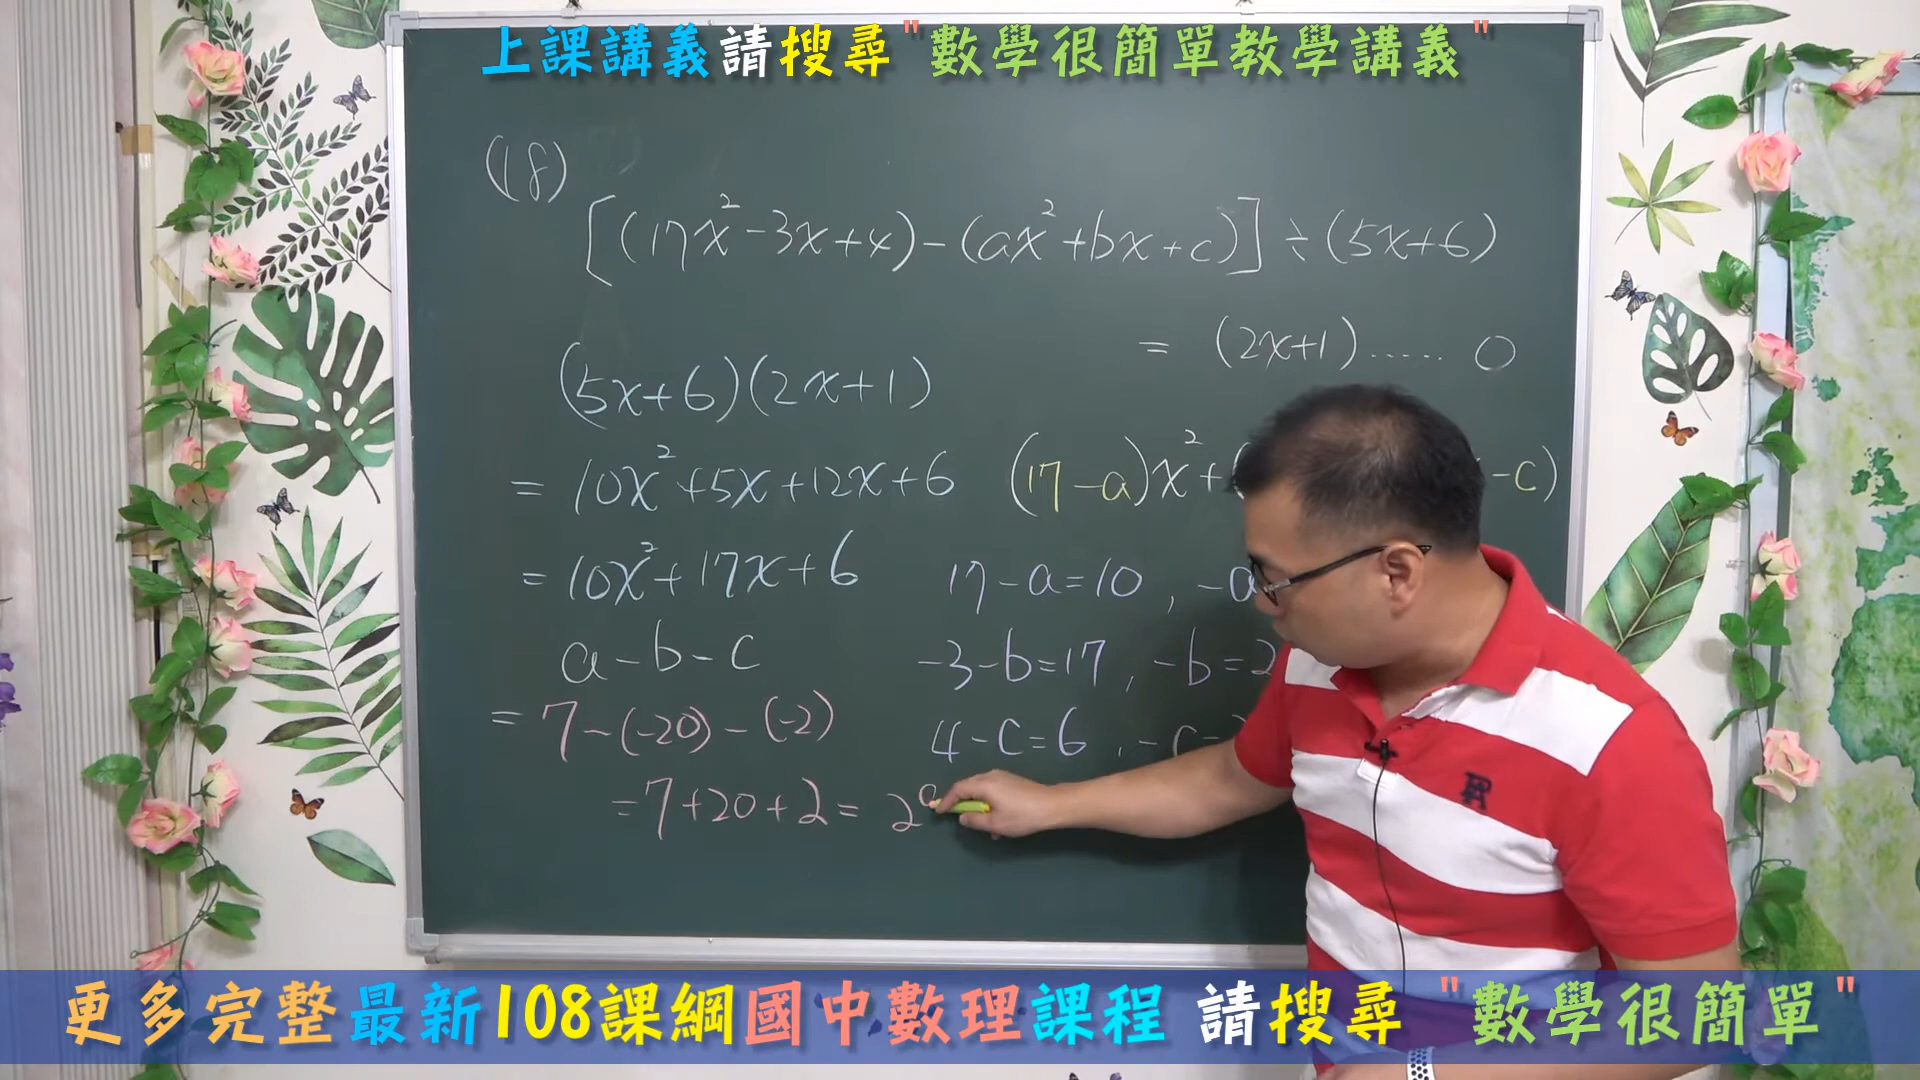 上課講義請搜尋"數學很簡單教學講義"
(18)
[(17x²-3x+4)-(ax²+bx+c)]÷(5x+6)
= (2x+1)...... 0
(5x+6)(2x+1)
= 10x²+5x+12x+6
(17-a)x²+( -c)
= 10x²+17x+6
17-a=10 , -a
a-b-c
-3-b=17 , -b=2
= 7-(-20)-(-2)
4-c=6 , -c=
=7+20+2= 29
更多完整最新108課綱國中數理課程 請搜尋 "數學很簡單"